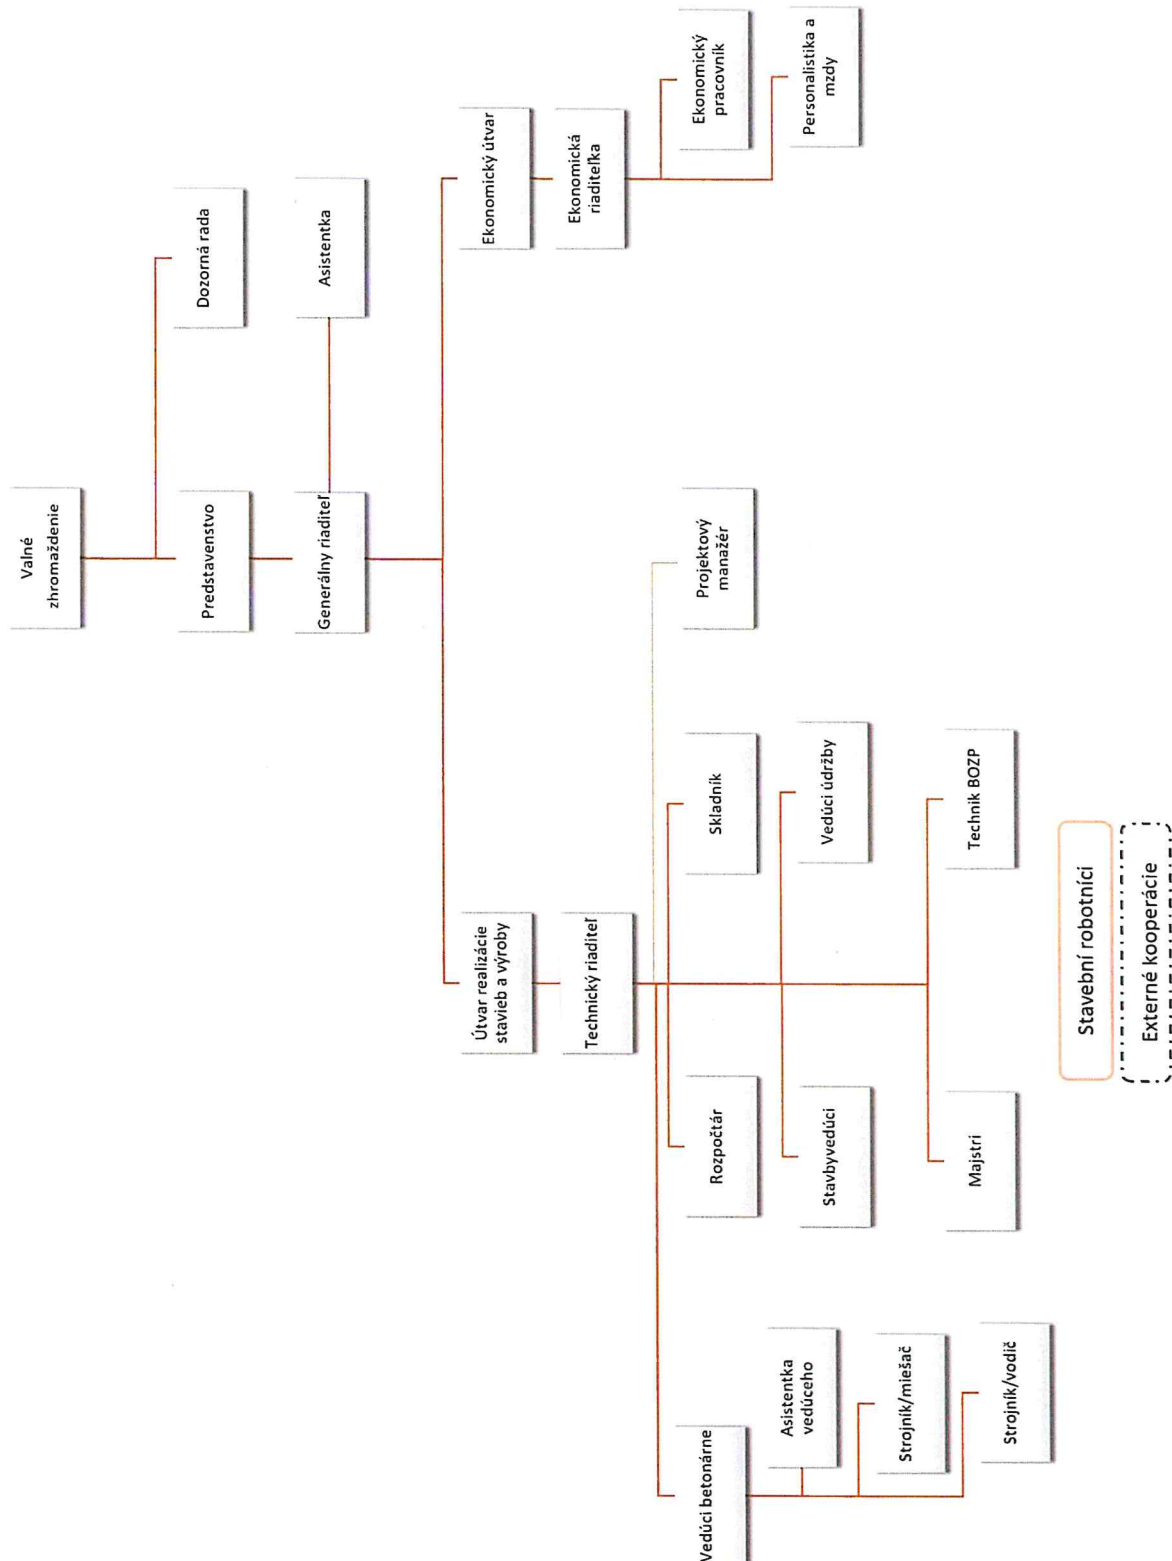 Valné
zhromaždenie
Predstavenstvo
Dozorná rada
Generálny riaditeľ
Asistentka
Útvar realizácie
stavieb a výroby
Ekonomický útvar
Technický riaditeľ
Ekonomická
riaditeľka
Vedúci betonárne
Rozpočtár
Skladník
Projektový
manažér
Ekonomický
pracovník
Asistentka
vedúceho
Stavbyvedúci
Vedúci údržby
Personalistika a
mzdy
Strojník/miešač
Strojník/vodič
Majstri
Technik BOZP
Stavební robotníci
Externé kooperácie